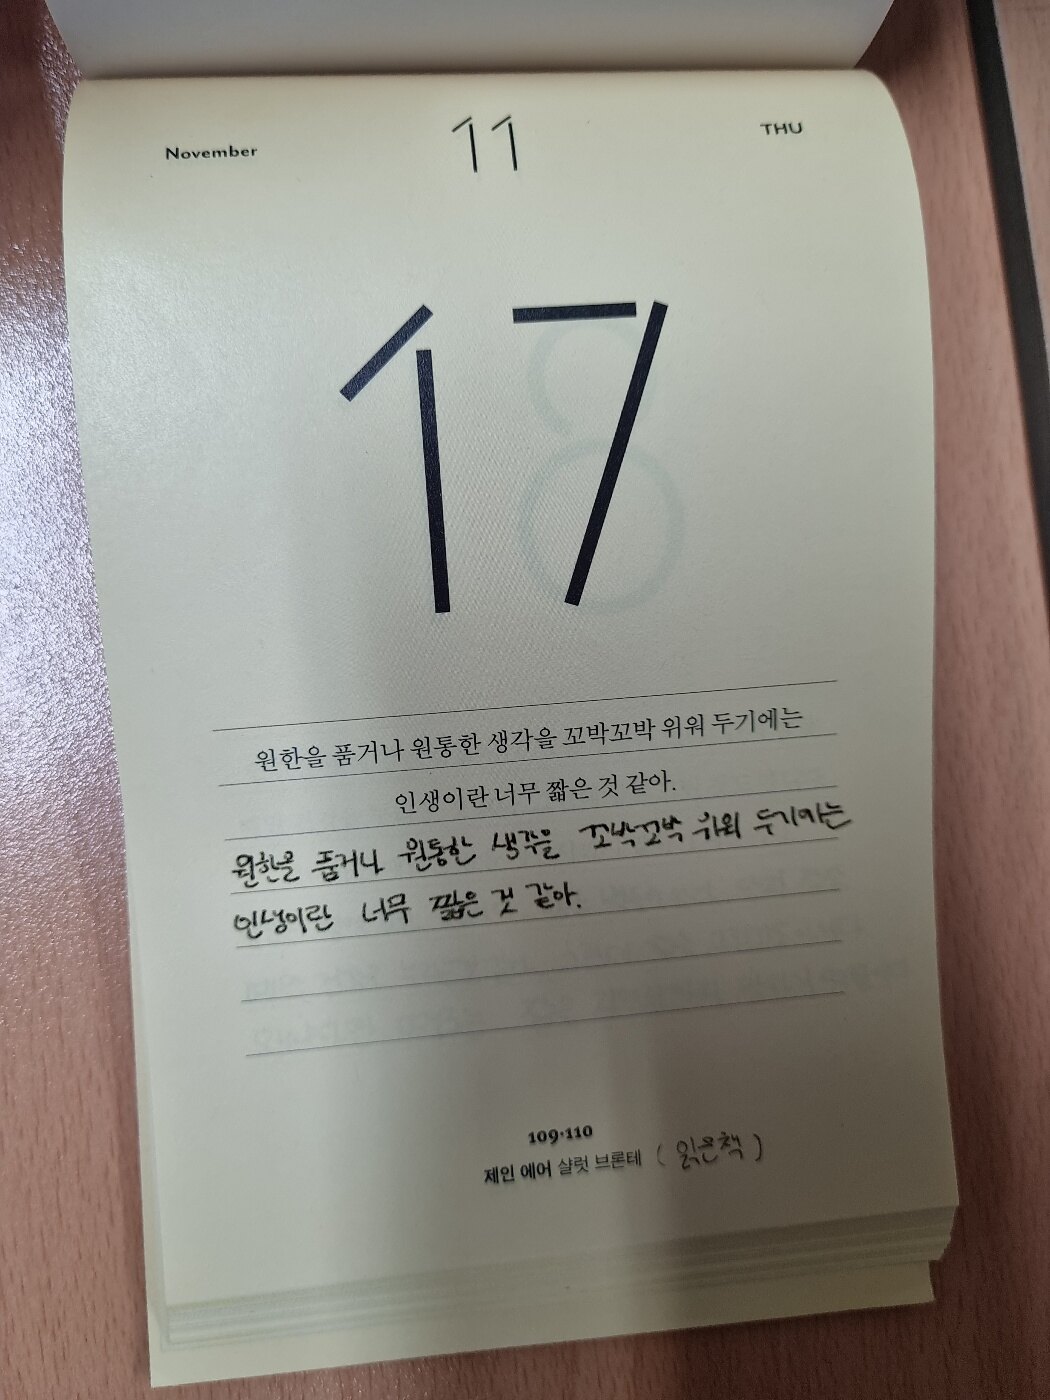 November 11 THU
17
원한을 품거나 원통한 생각을 꼬박꼬박 위워 두기에는
인생이란 너무 짧은 것 같아.
원한을 품거나 원통한 생각을 꼬박꼬박 위워 두기에는
인생이란 너무 짧은 것 같아.
109·110
제인 에어 샬럿 브론테 ( 읽은책 )